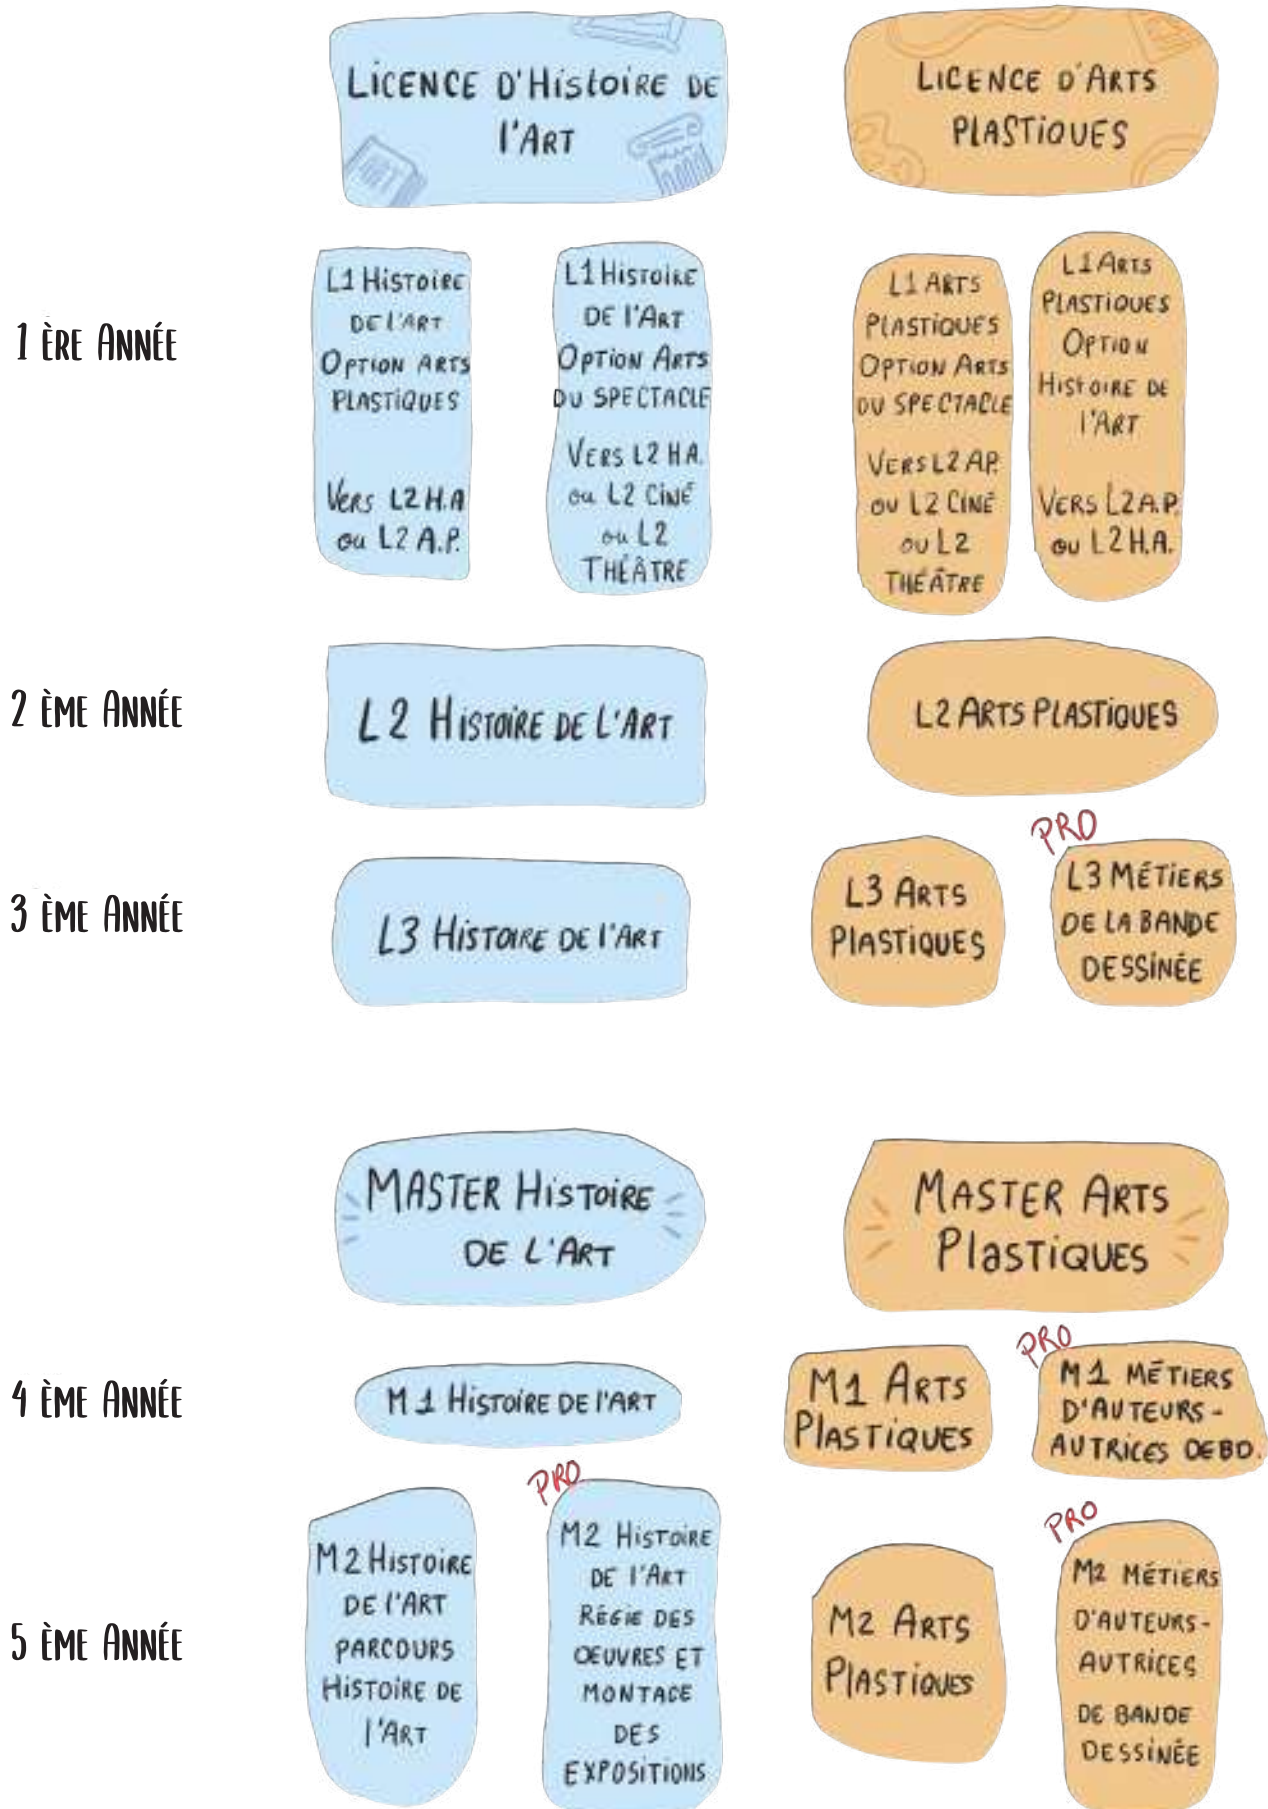 LICENCE D'HISTOIRE DE
L'ART
LICENCE D'ARTS
PLASTIQUES
1 ÈRE ANNÉE
L1 HISTOIRE
DE L'ART
OPTION ARTS
PLASTIQUES
VERS L2 H.A
ou L2 A.P.
L1 HISTOIRE
DE L'ART
OPTION ARTS
DU SPECTACLE
VERS L2 H.A.
ou L2 CINÉ
ou L2
THÉÂTRE
L1 ARTS
PLASTIQUES
OPTION ARTS
DU SPECTACLE
VERS L2 AP.
OU L2 CINÉ
OU L2
THÉÂTRE
L1 ARTS
PLASTIQUES
OPTION
HISTOIRE DE
L'ART
VERS L2 A.P.
OU L2 H.A.
2 ÈME ANNÉE
L2 HISTOIRE DE L'ART
L2 ARTS PLASTIQUES
3 ÈME ANNÉE
L3 HISTOIRE DE L'ART
L3 ARTS
PLASTIQUES
PRO
L3 MÉTIERS
DE LA BANDE
DESSINÉE
MASTER HISTOIRE
DE L'ART
MASTER ARTS
PLASTIQUES
4 ÈME ANNÉE
M1 HISTOIRE DE L'ART
M1 ARTS
PLASTIQUES
PRO
M1 MÉTIERS
D'AUTEURS-
AUTRICES DE BD.
5 ÈME ANNÉE
M2 HISTOIRE
DE L'ART
PARCOURS
HISTOIRE DE
L'ART
PRO
M2 HISTOIRE
DE L'ART
RÉGIE DES
OEUVRES ET
MONTAGE
DES
EXPOSITIONS
M2 ARTS
PLASTIQUES
PRO
M2 MÉTIERS
D'AUTEURS-
AUTRICES
DE BANDE
DESSINÉE